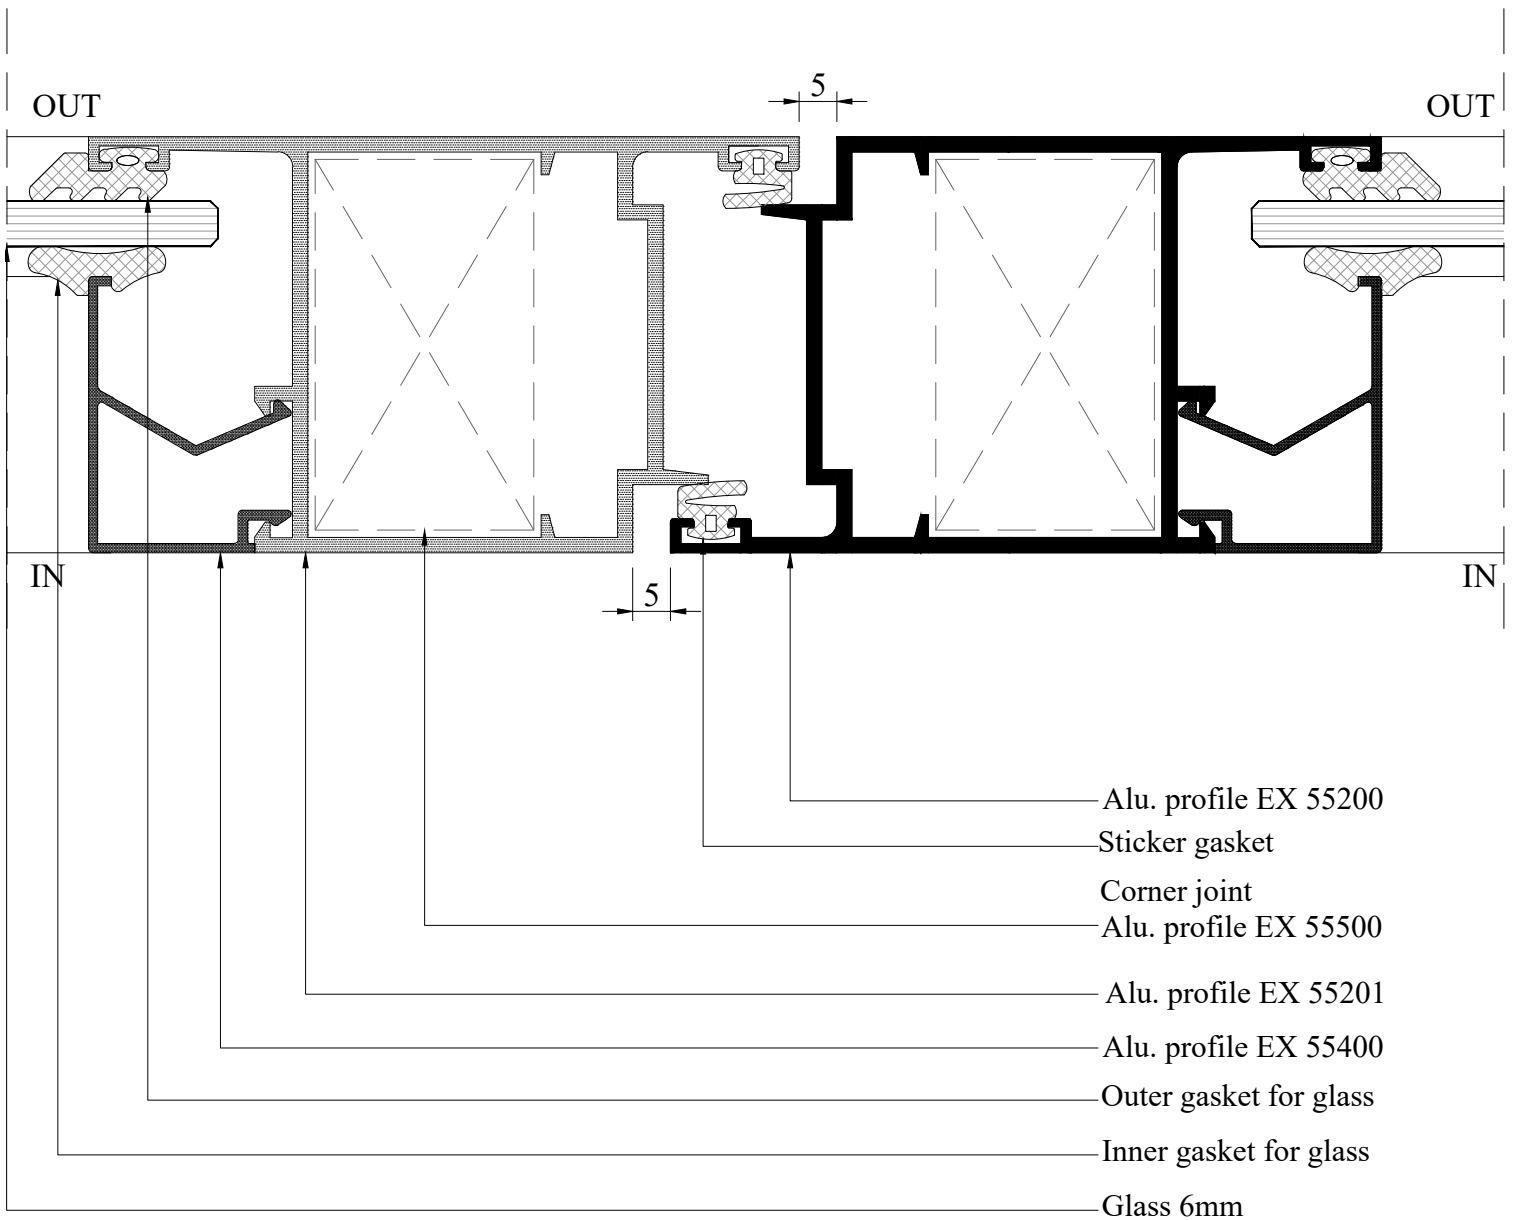 5
OUT
OUT
IN
IN
5
Alu. profile EX 55200
Sticker gasket
Corner joint
Alu. profile EX 55500
Alu. profile EX 55201
Alu. profile EX 55400
Outer gasket for glass
Inner gasket for glass
Glass 6mm